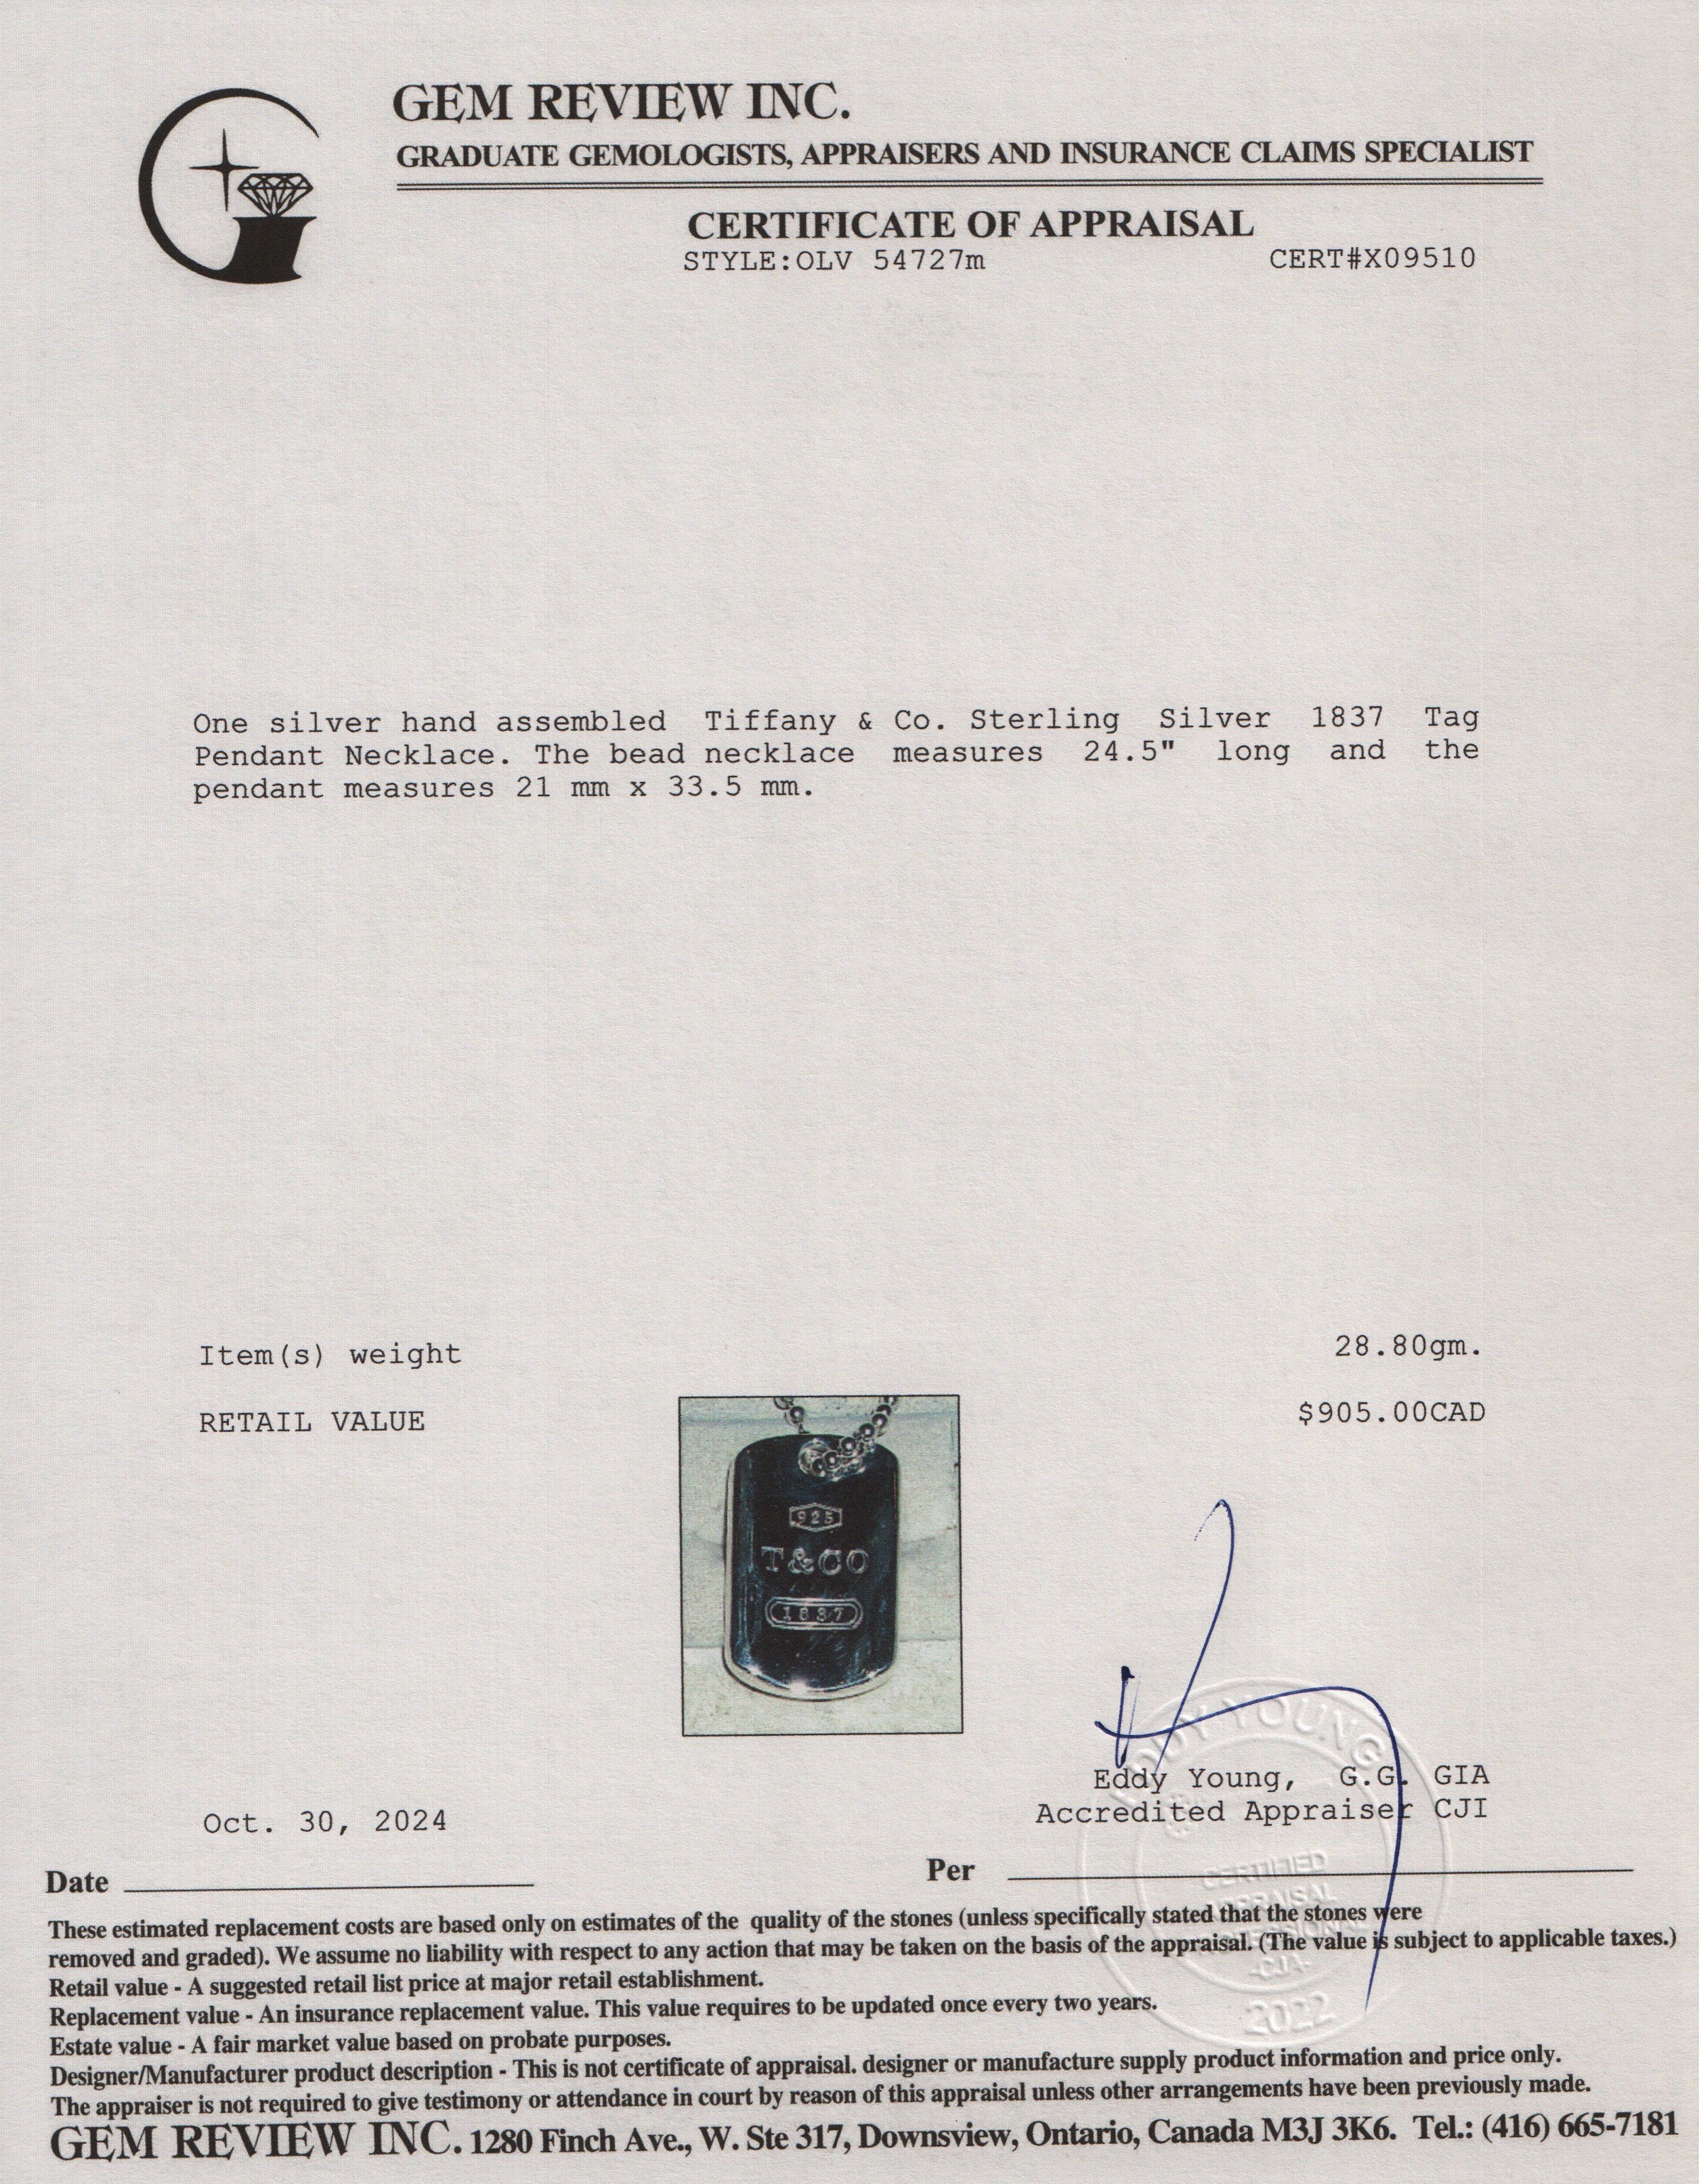 GEM REVIEW INC.
GRADUATE GEMOLOGISTS, APPRAISERS AND INSURANCE CLAIMS SPECIALIST
CERTIFICATE OF APPRAISAL
STYLE:OLV 54727m CERT#X09510
One silver hand assembled Tiffany & Co. Sterling Silver 1837 Tag
Pendant Necklace. The bead necklace measures 24.5" long and the
pendant measures 21 mm x 33.5 mm.
Item(s) weight 28.80gm.
RETAIL VALUE $905.00CAD
925
T&CO
1837
EDDY YOUNG
Eddy Young, G.G. GIA
Accredited Appraiser CJI
Oct. 30, 2024
Date
Per
CERTIFIED
APPRAISAL
-CJA-
2022
These estimated replacement costs are based only on estimates of the quality of the stones (unless specifically stated that the stones were
removed and graded). We assume no liability with respect to any action that may be taken on the basis of the appraisal. (The value is subject to applicable taxes.)
Retail value - A suggested retail list price at major retail establishment.
Replacement value - An insurance replacement value. This value requires to be updated once every two years.
Estate value - A fair market value based on probate purposes.
Designer/Manufacturer product description - This is not certificate of appraisal. designer or manufacture supply product information and price only.
The appraiser is not required to give testimony or attendance in court by reason of this appraisal unless other arrangements have been previously made.
GEM REVIEW INC. 1280 Finch Ave., W. Ste 317, Downsview, Ontario, Canada M3J 3K6. Tel.: (416) 665-7181